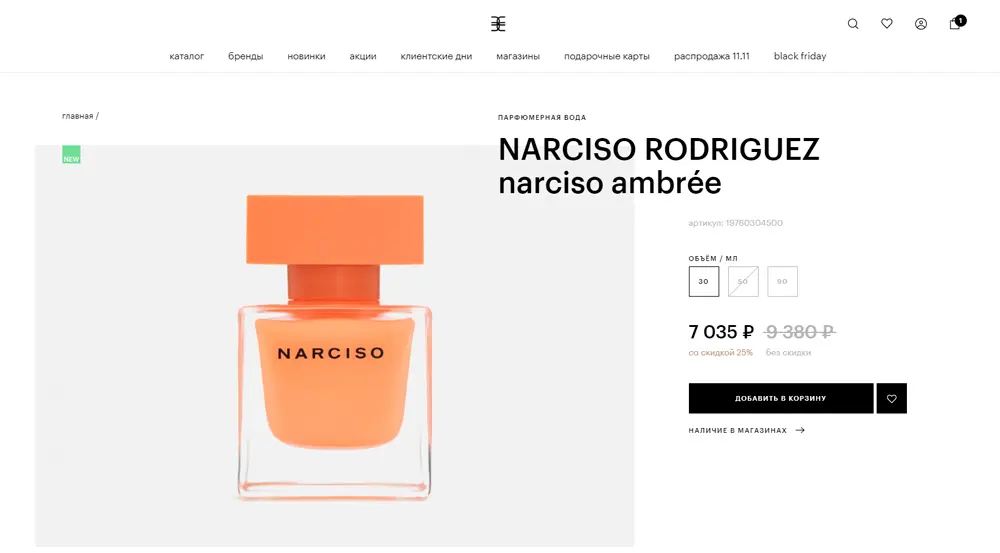 1
каталог бренды новинки акции клиентские дни магазины подарочные карты распродажа 11.11 black friday
главная /
ПАРФЮМЕРНАЯ ВОДА
NARCISO RODRIGUEZ
narciso ambrée
NEW
NARCISO
артикул: 19760304500
ОБЪЁМ / МЛ
30 50 90
7 035 ₽ 9 380 ₽
со скидкой 25% без скидки
ДОБАВИТЬ В КОРЗИНУ
НАЛИЧИЕ В МАГАЗИНАХ →